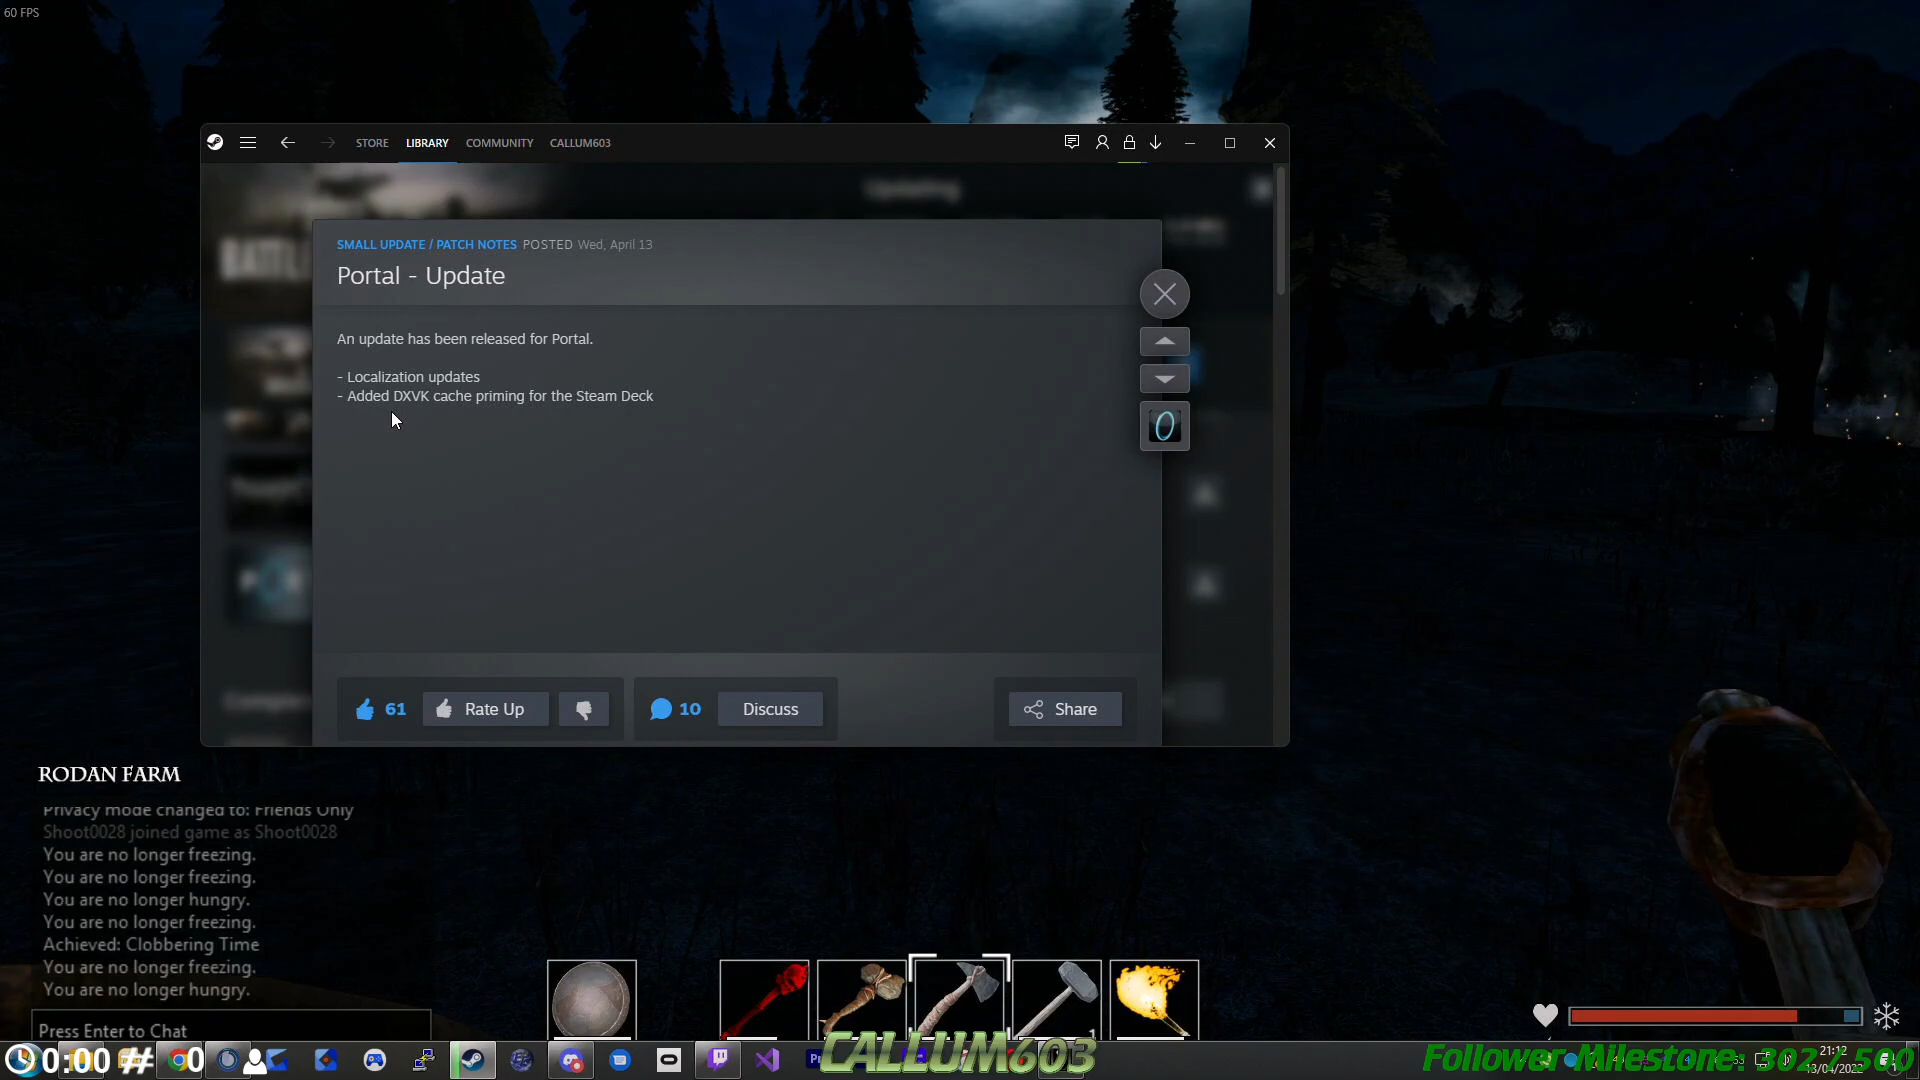 60 FPS
STORE LIBRARY COMMUNITY CALLUM603
Updating
SMALL UPDATE / PATCH NOTES POSTED Wed, April 13
Portal - Update
An update has been released for Portal.
- Localization updates
- Added DXVK cache priming for the Steam Deck
61 Rate Up 10 Discuss Share
RODAN FARM
Privacy mode changed to: Friends Only
Shoot0028 joined game as Shoot0028
You are no longer freezing.
You are no longer freezing.
You are no longer hungry.
You are no longer freezing.
Achieved: Clobbering Time
You are no longer freezing.
You are no longer hungry.
Press Enter to Chat
1
0:00 # 0
CALLUM603
Follower Milestone: 302 / 500
21:12
13/04/2022